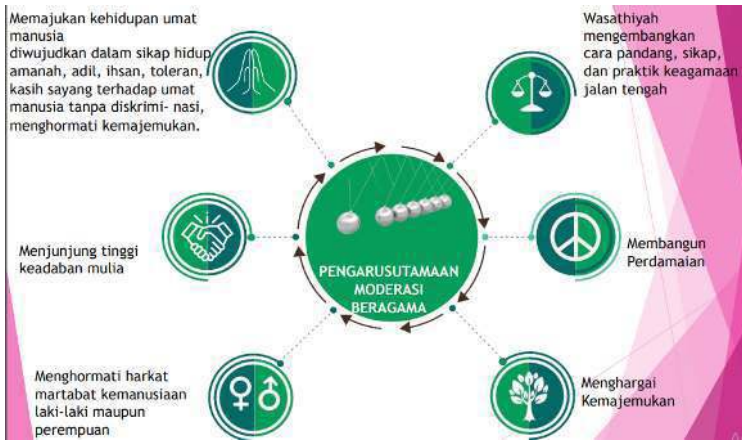 Memajukan kehidupan umat
manusia
diwujudkan dalam sikap hidup
amanah, adil, ihsan, toleran,
kasih sayang terhadap umat
manusia tanpa diskrimi- nasi,
menghormati kemajemukan.
Wasathiyah
mengembangkan
cara pandang, sikap,
dan praktik keagamaan
jalan tengah
Menjunjung tinggi
keadaban mulia
PENGARUSUTAMAAN
MODERASI
BERAGAMA
Membangun
Perdamaian
Menghormati harkat
martabat kemanusiaan
laki-laki maupun
perempuan
Menghargai
Kemajemukan